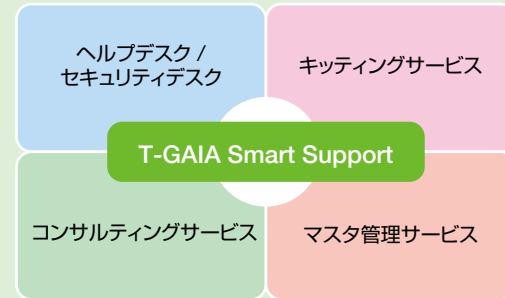 ヘルプデスク /
セキュリティデスク
キッティングサービス
T-GAIA Smart Support
コンサルティングサービス
マスタ管理サービス